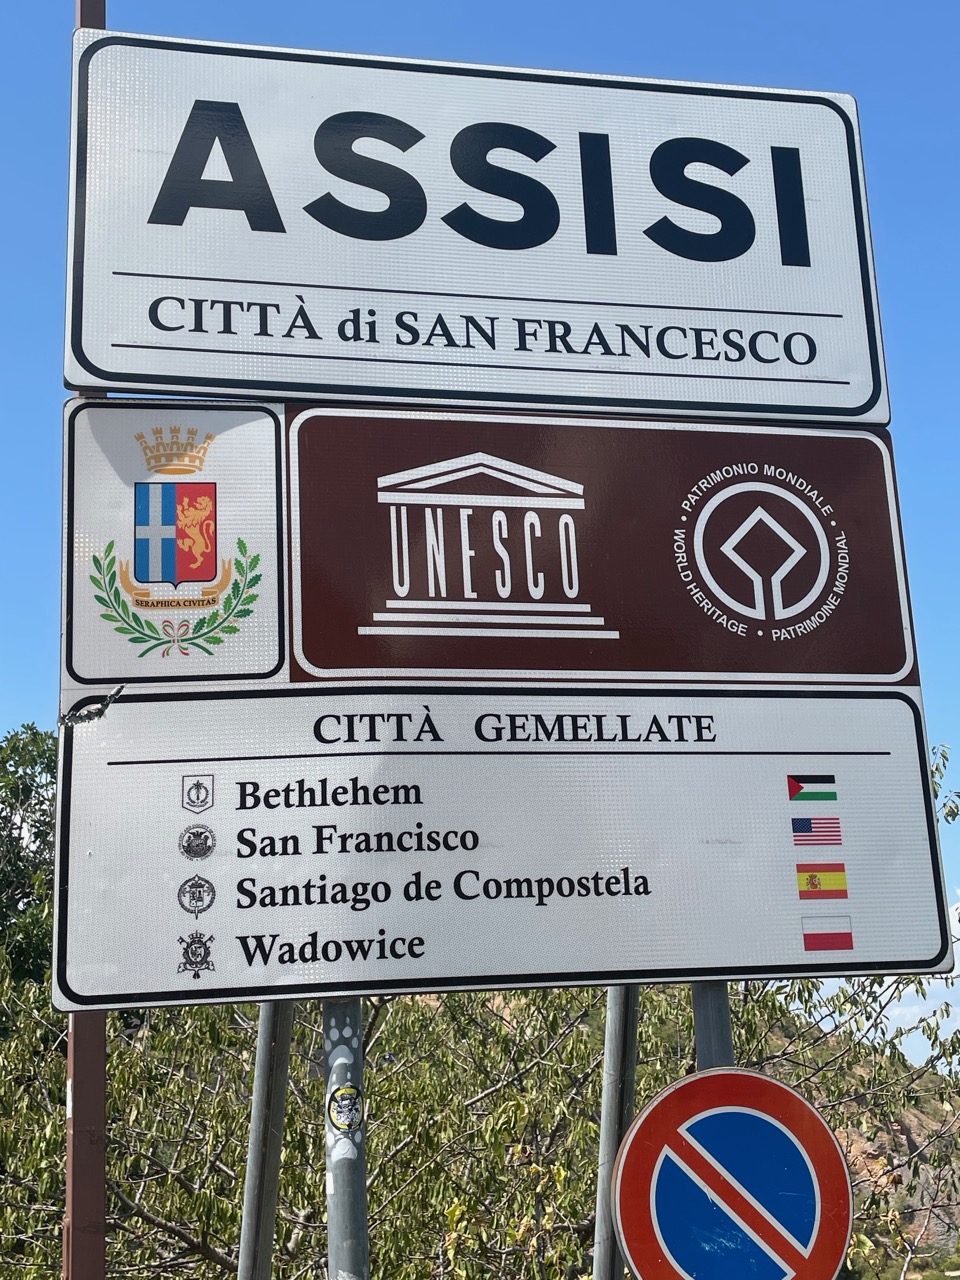 ASSISI
CITTÀ di SAN FRANCESCO
SERAPHICA CIVITAS
UNESCO
• PATRIMONIO MONDIALE •
WORLD HERITAGE • PATRIMOINE MONDIAL
CITTÀ GEMELLATE
Bethlehem
San Francisco
Santiago de Compostela
Wadowice